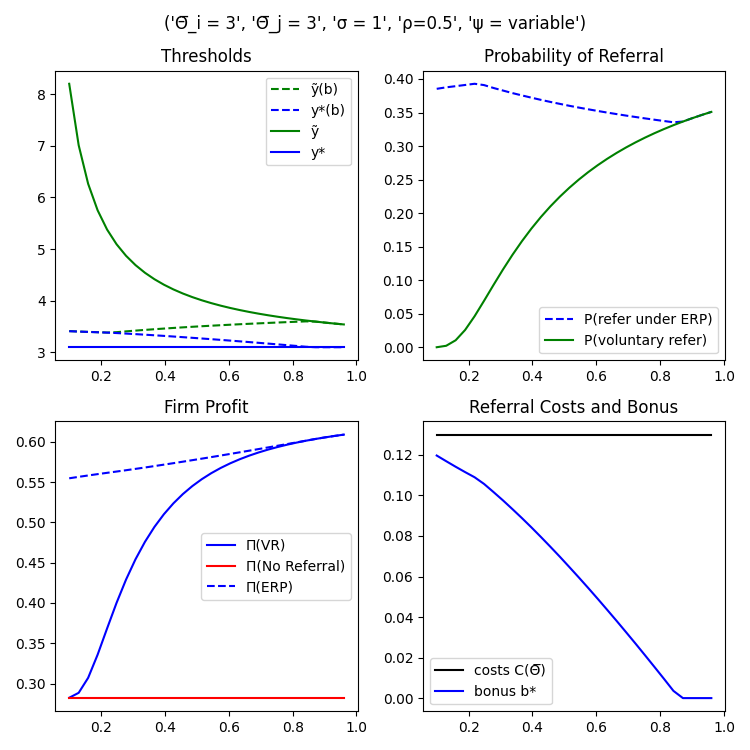 ('Θ̅_i = 3', 'Θ̅_j = 3', 'σ = 1', 'ρ=0.5', 'ψ = variable')
Thresholds
8
7
6
5
4
3
0.2 0.4 0.6 0.8 1.0
ỹ(b)
y*(b)
ỹ
y*
Probability of Referral
0.40
0.35
0.30
0.25
0.20
0.15
0.10
0.05
0.00
0.2 0.4 0.6 0.8 1.0
P(refer under ERP)
P(voluntary refer)
Firm Profit
0.60
0.55
0.50
0.45
0.40
0.35
0.30
0.2 0.4 0.6 0.8 1.0
Π(VR)
Π(No Referral)
Π(ERP)
Referral Costs and Bonus
0.12
0.10
0.08
0.06
0.04
0.02
0.00
0.2 0.4 0.6 0.8 1.0
costs C(Θ̅)
bonus b*